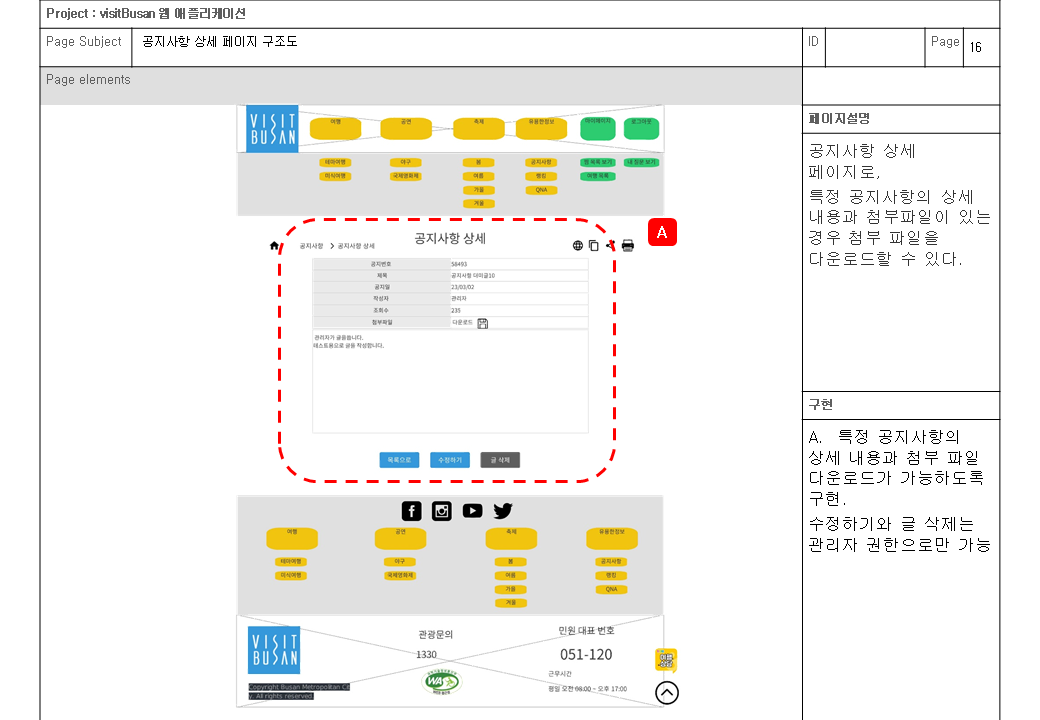 Project : visitBusan 웹 애플리케이션
Page Subject
공지사항 상세 페이지 구조도
ID
Page
16
Page elements
VISIT
BUSAN
여행
공연
축제
유용한정보
마이페이지
로그아웃
테마여행
야구
봄
공지사항
찜 목록 보기
내 질문 보기
미식여행
국제영화제
여름
랭킹
여행 목록
가을
QNA
겨울
공지사항
공지사항 상세
공지사항 상세
A
공지번호
58493
제목
공지사항 더미글10
공지일
23/03/02
작성자
관리자
조회수
235
첨부파일
다운로드
관리자가 글을씁니다.
테스트용으로 글을 작성합니다.
목록으로
수정하기
글 삭제
여행
공연
축제
유용한정보
테마여행
야구
봄
공지사항
미식여행
국제영화제
여름
랭킹
가을
QNA
겨울
VISIT
BUSAN
관광문의
1330
민원 대표 번호
051-120
근무시간
평일 오전 08:00 ~ 오후 17:00
Copyright Busan Metropolitan Cit
y. All rights reserved.
WA
페이지설명
공지사항 상세
페이지로,
특정 공지사항의 상세
내용과 첨부파일이 있는
경우 첨부 파일을
다운로드할 수 있다.
구현
A. 특정 공지사항의
상세 내용과 첨부 파일
다운로드가 가능하도록
구현.
수정하기와 글 삭제는
관리자 권한으로만 가능